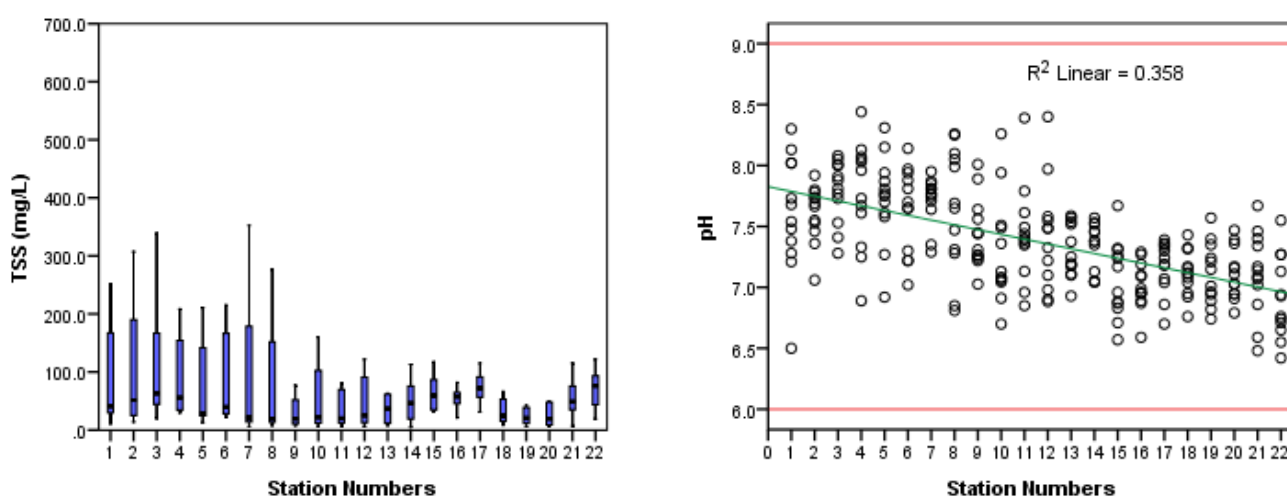 700.0
600.0
500.0
400.0
300.0
200.0
100.0
.0
TSS (mg/L)
1 2 3 4 5 6 7 8 9 10 11 12 13 14 15 16 17 18 19 20 21 22
Station Numbers
9.0
8.5
8.0
7.5
7.0
6.5
6.0
pH
R² Linear = 0.358
0 1 2 3 4 5 6 7 8 9 10 11 12 13 14 15 16 17 18 19 20 21 22
Station Numbers